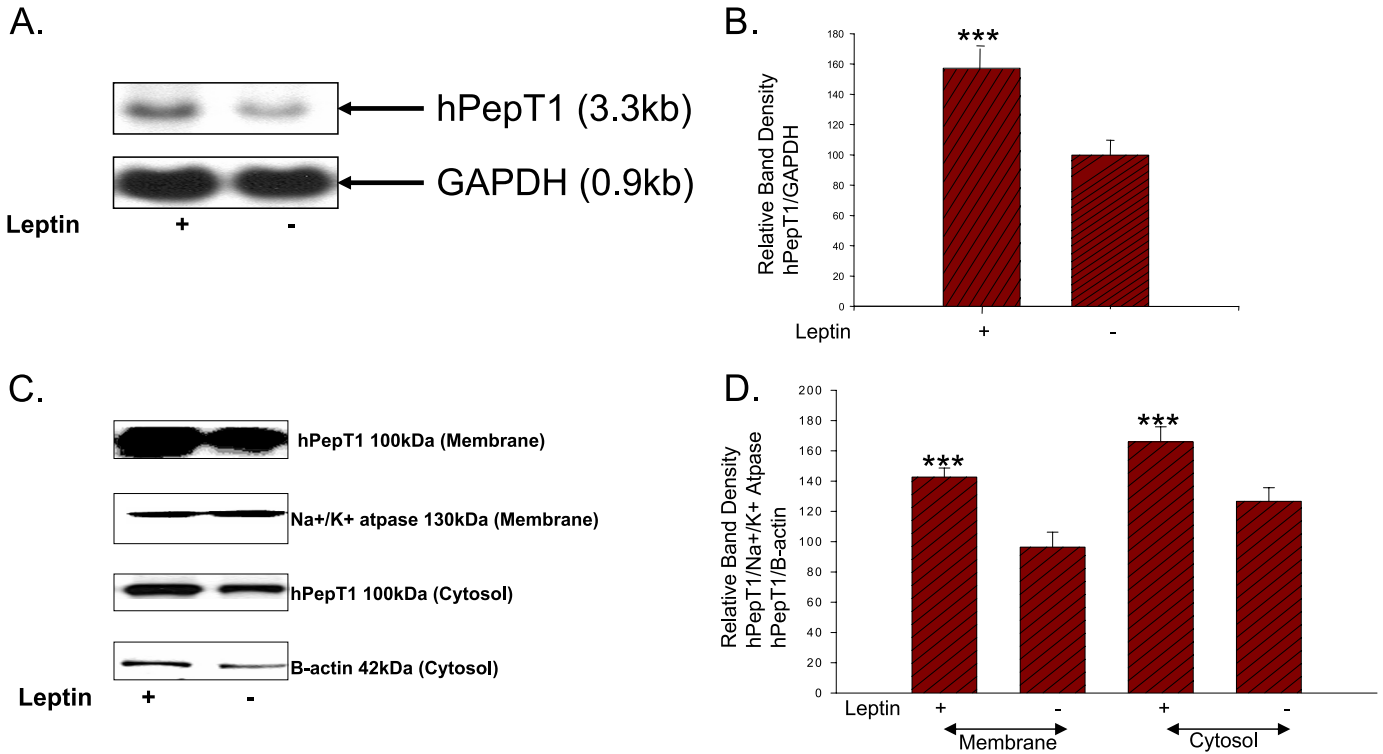 A.
hPepT1 (3.3kb)
GAPDH (0.9kb)
Leptin + -
B.
Relative Band Density
hPepT1/GAPDH
180
160
140
120
100
80
60
40
20
0
***
Leptin + -
C.
hPepT1 100kDa (Membrane)
Na+/K+ atpase 130kDa (Membrane)
hPepT1 100kDa (Cytosol)
B-actin 42kDa (Cytosol)
Leptin + -
D.
Relative Band Density
hPepT1/Na+/K+ Atpase
hPepT1/B-actin
200
180
160
140
120
100
80
60
40
20
0
***
***
Leptin + - + -
Membrane Cytosol